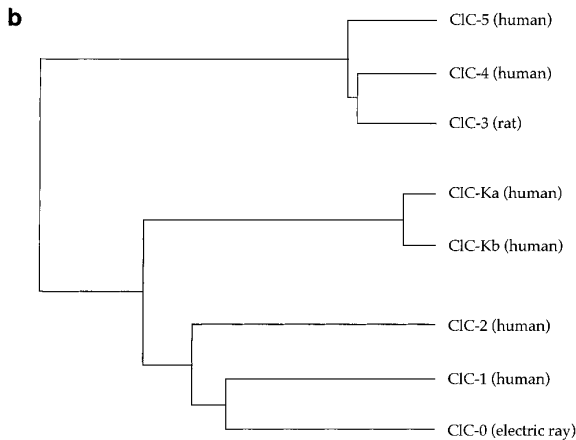 b
ClC-5 (human)
ClC-4 (human)
ClC-3 (rat)
ClC-Ka (human)
ClC-Kb (human)
ClC-2 (human)
ClC-1 (human)
ClC-0 (electric ray)